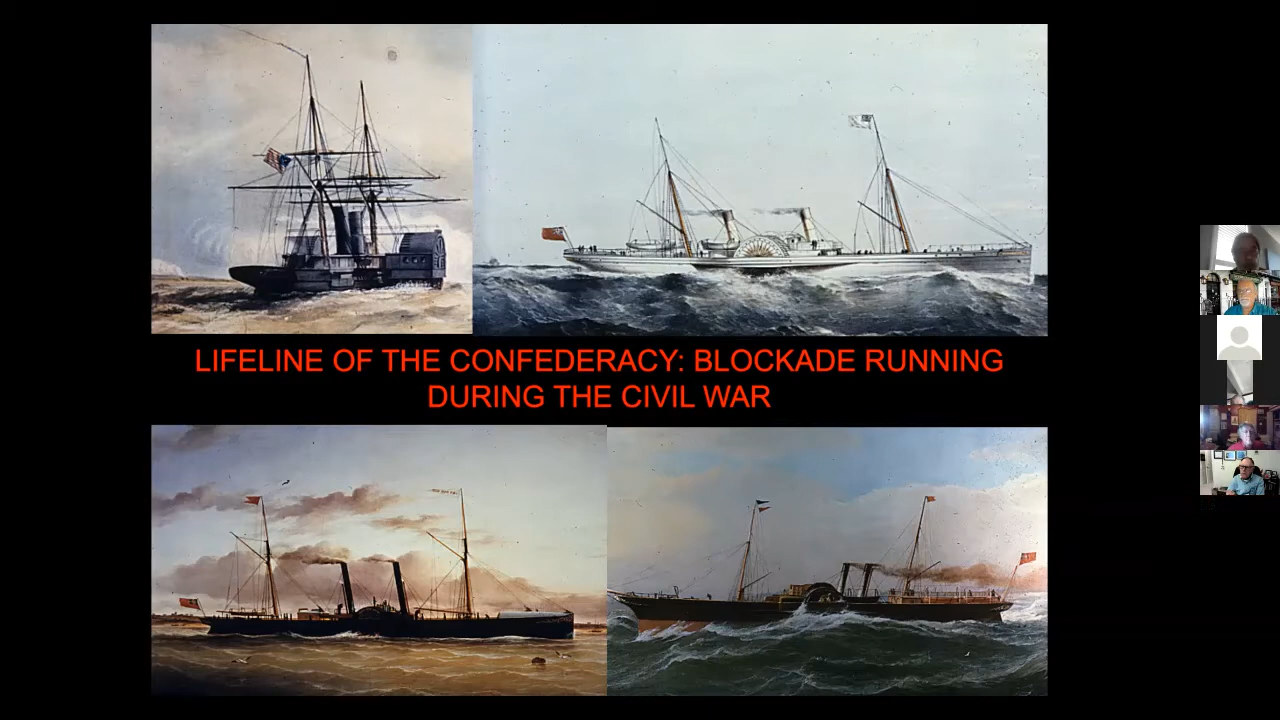 LIFELINE OF THE CONFEDERACY: BLOCKADE RUNNING
DURING THE CIVIL WAR